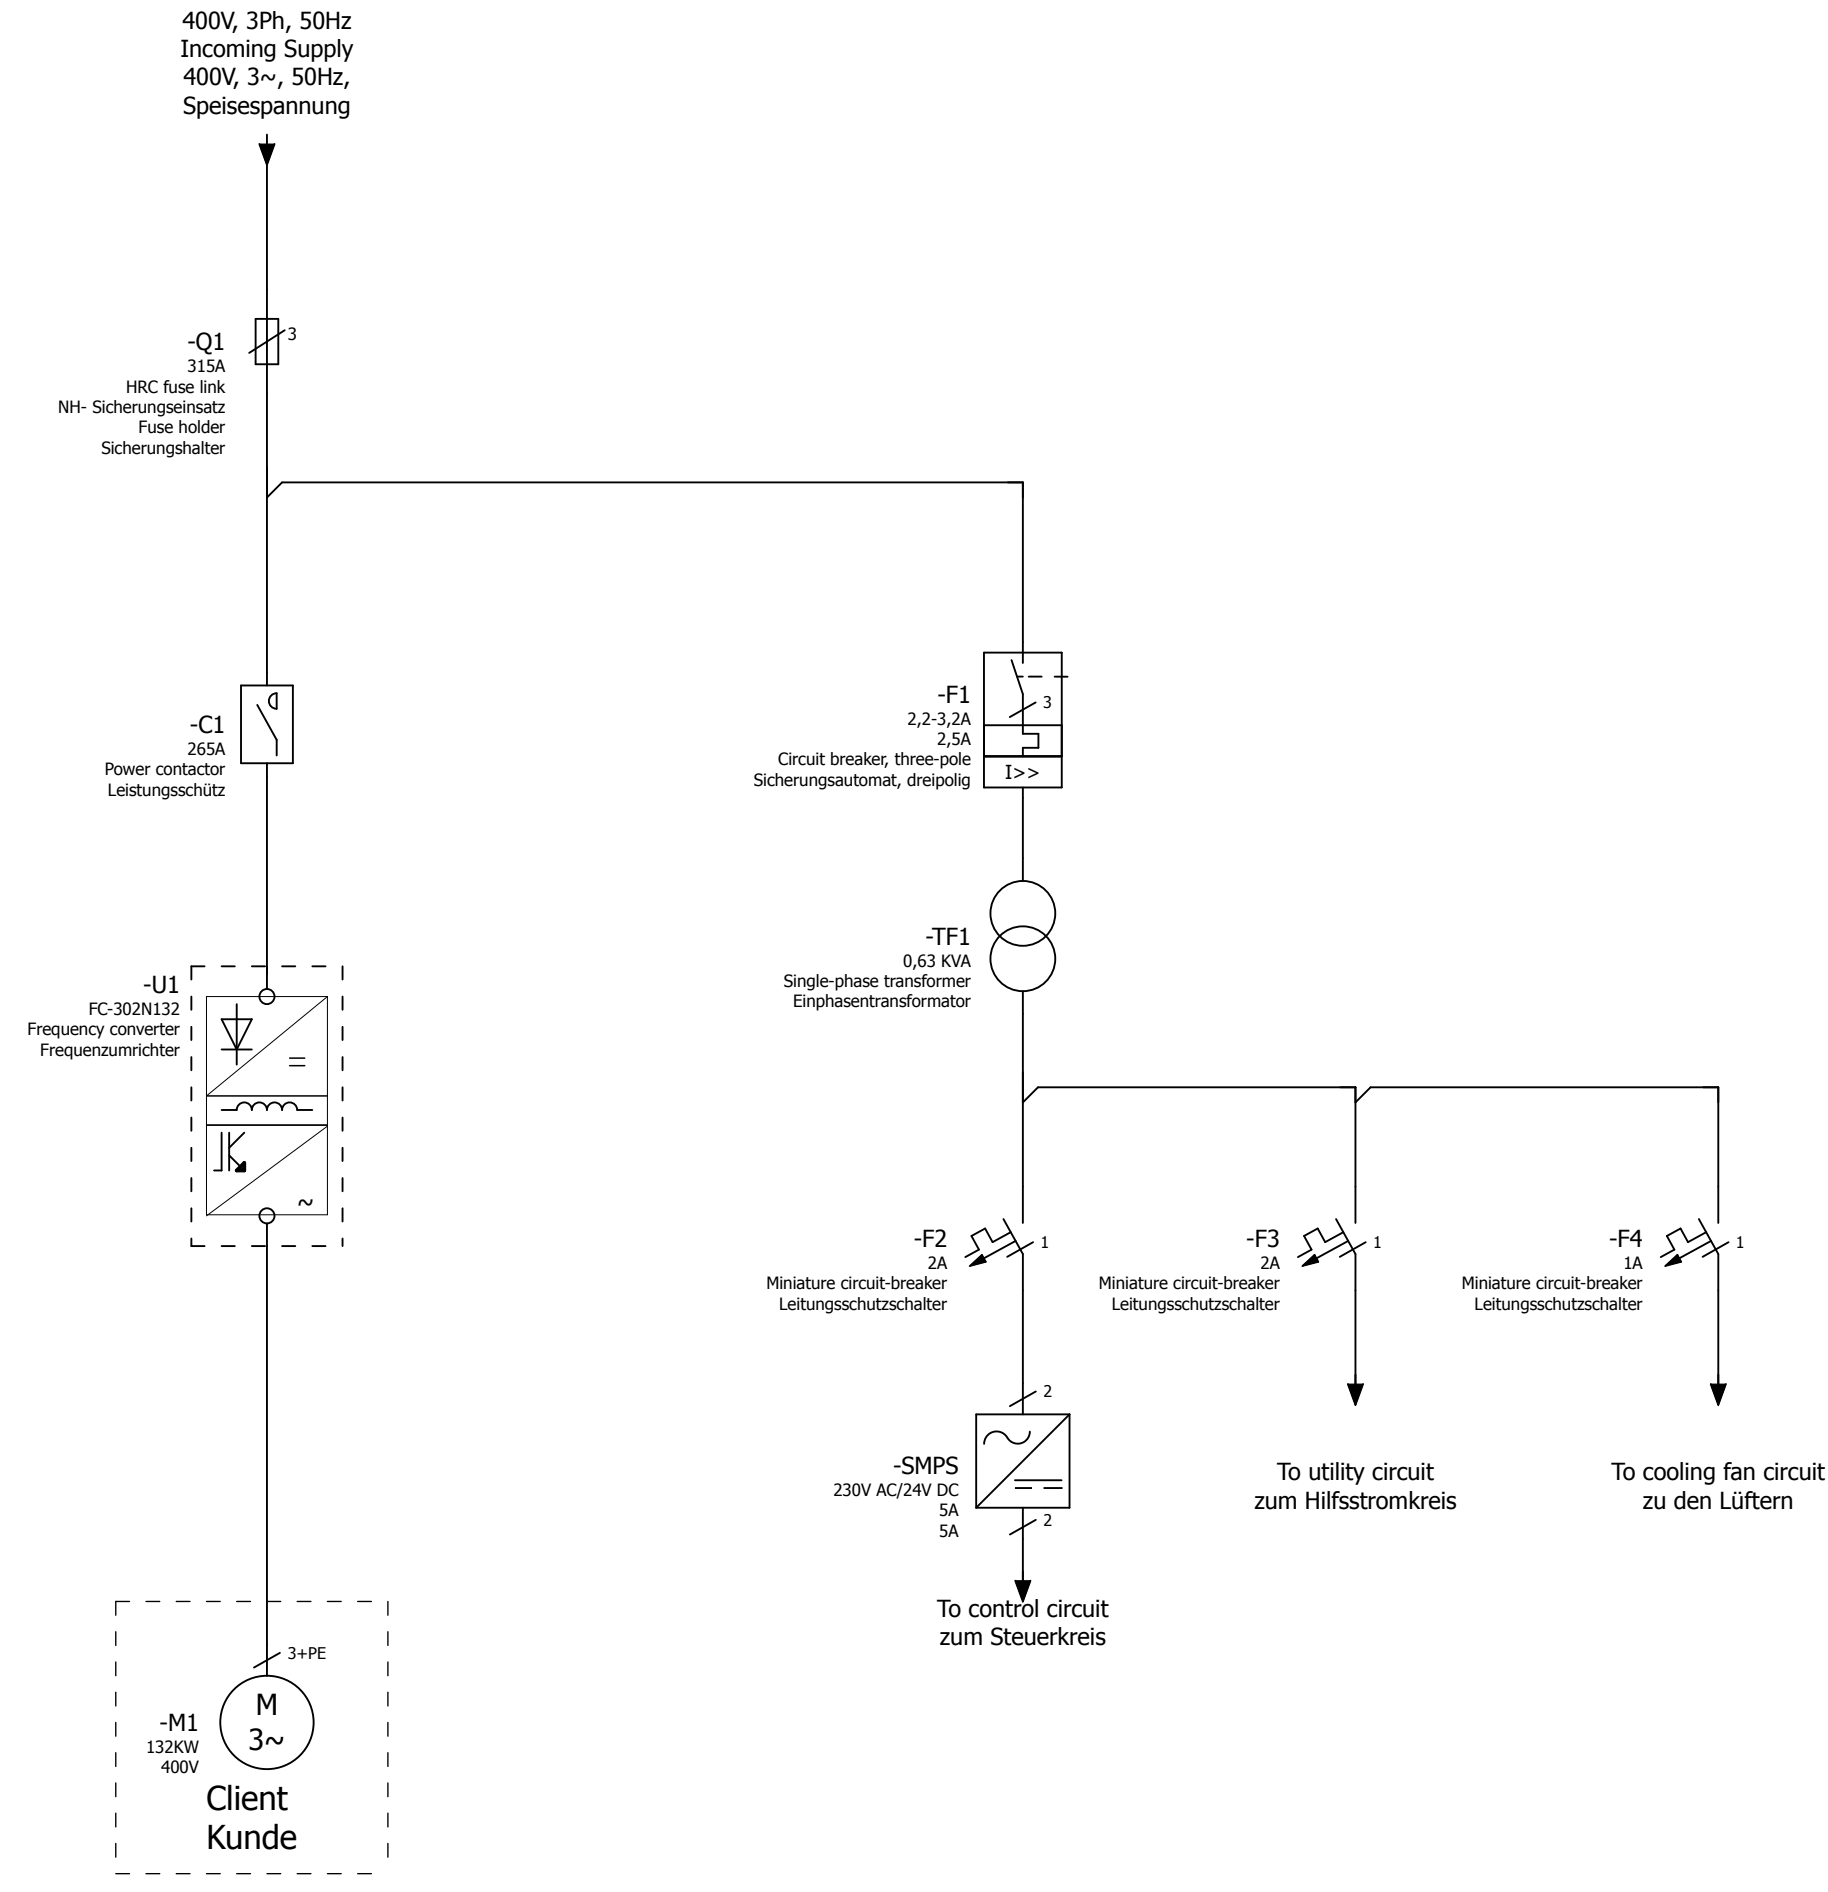 400V, 3Ph, 50Hz
Incoming Supply
400V, 3~, 50Hz,
Speisespannung
-Q1
315A
HRC fuse link
NH- Sicherungseinsatz
Fuse holder
Sicherungshalter
3
-C1
265A
Power contactor
Leistungsschütz
-F1
2,2-3,2A
2,5A
Circuit breaker, three-pole
Sicherungsautomat, dreipolig
3
I>>
-TF1
0,63 KVA
Single-phase transformer
Einphasentransformator
-U1
FC-302N132
Frequency converter
Frequenzumrichter
=
~
-F2
2A
Miniature circuit-breaker
Leitungsschutzschalter
1
-F3
2A
Miniature circuit-breaker
Leitungsschutzschalter
1
-F4
1A
Miniature circuit-breaker
Leitungsschutzschalter
1
2
-SMPS
230V AC/24V DC
5A
5A
2
To control circuit
zum Steuerkreis
To utility circuit
zum Hilfsstromkreis
To cooling fan circuit
zu den Lüftern
3+PE
-M1
132KW
400V
M
3~
Client
Kunde